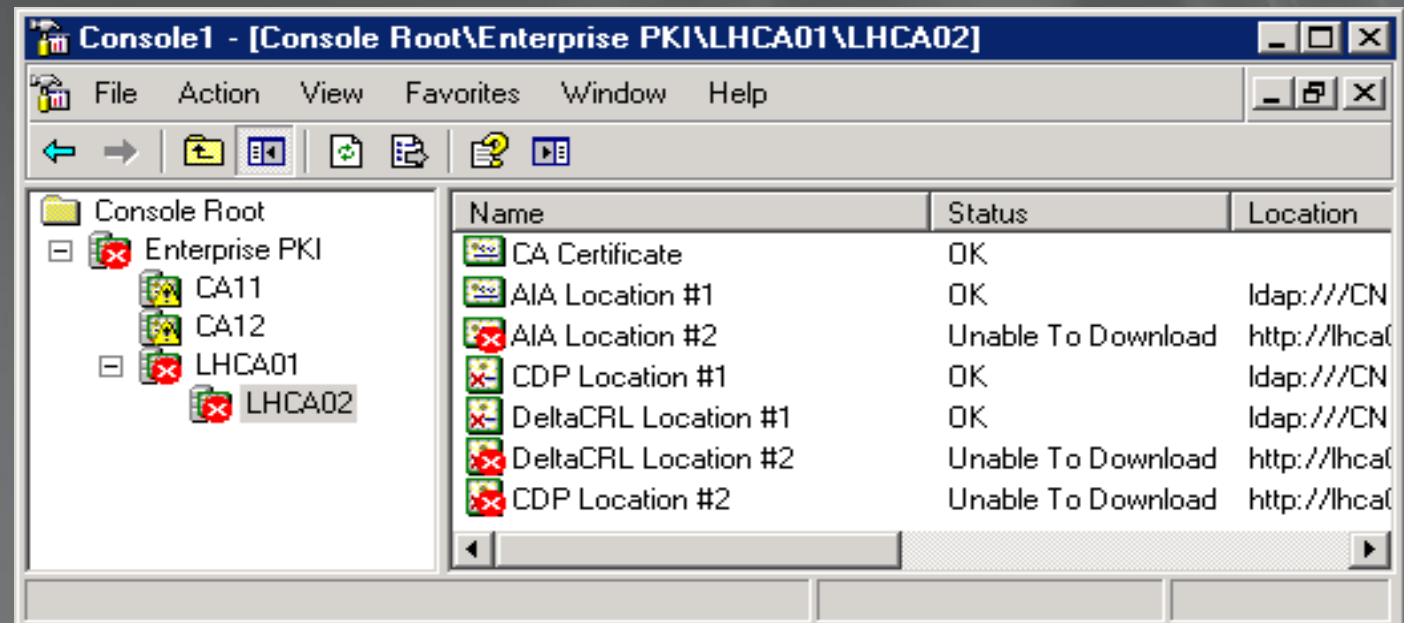 Console1 - [Console Root\Enterprise PKI\LHCA01\LHCA02]
File Action View Favorites Window Help
Console Root
Enterprise PKI
CA11
CA12
LHCA01
LHCA02
Name Status Location
CA Certificate OK
AIA Location #1 OK ldap:///CN
AIA Location #2 Unable To Download http://lhca0
CDP Location #1 OK ldap:///CN
DeltaCRL Location #1 OK ldap:///CN
DeltaCRL Location #2 Unable To Download http://lhca0
CDP Location #2 Unable To Download http://lhca0